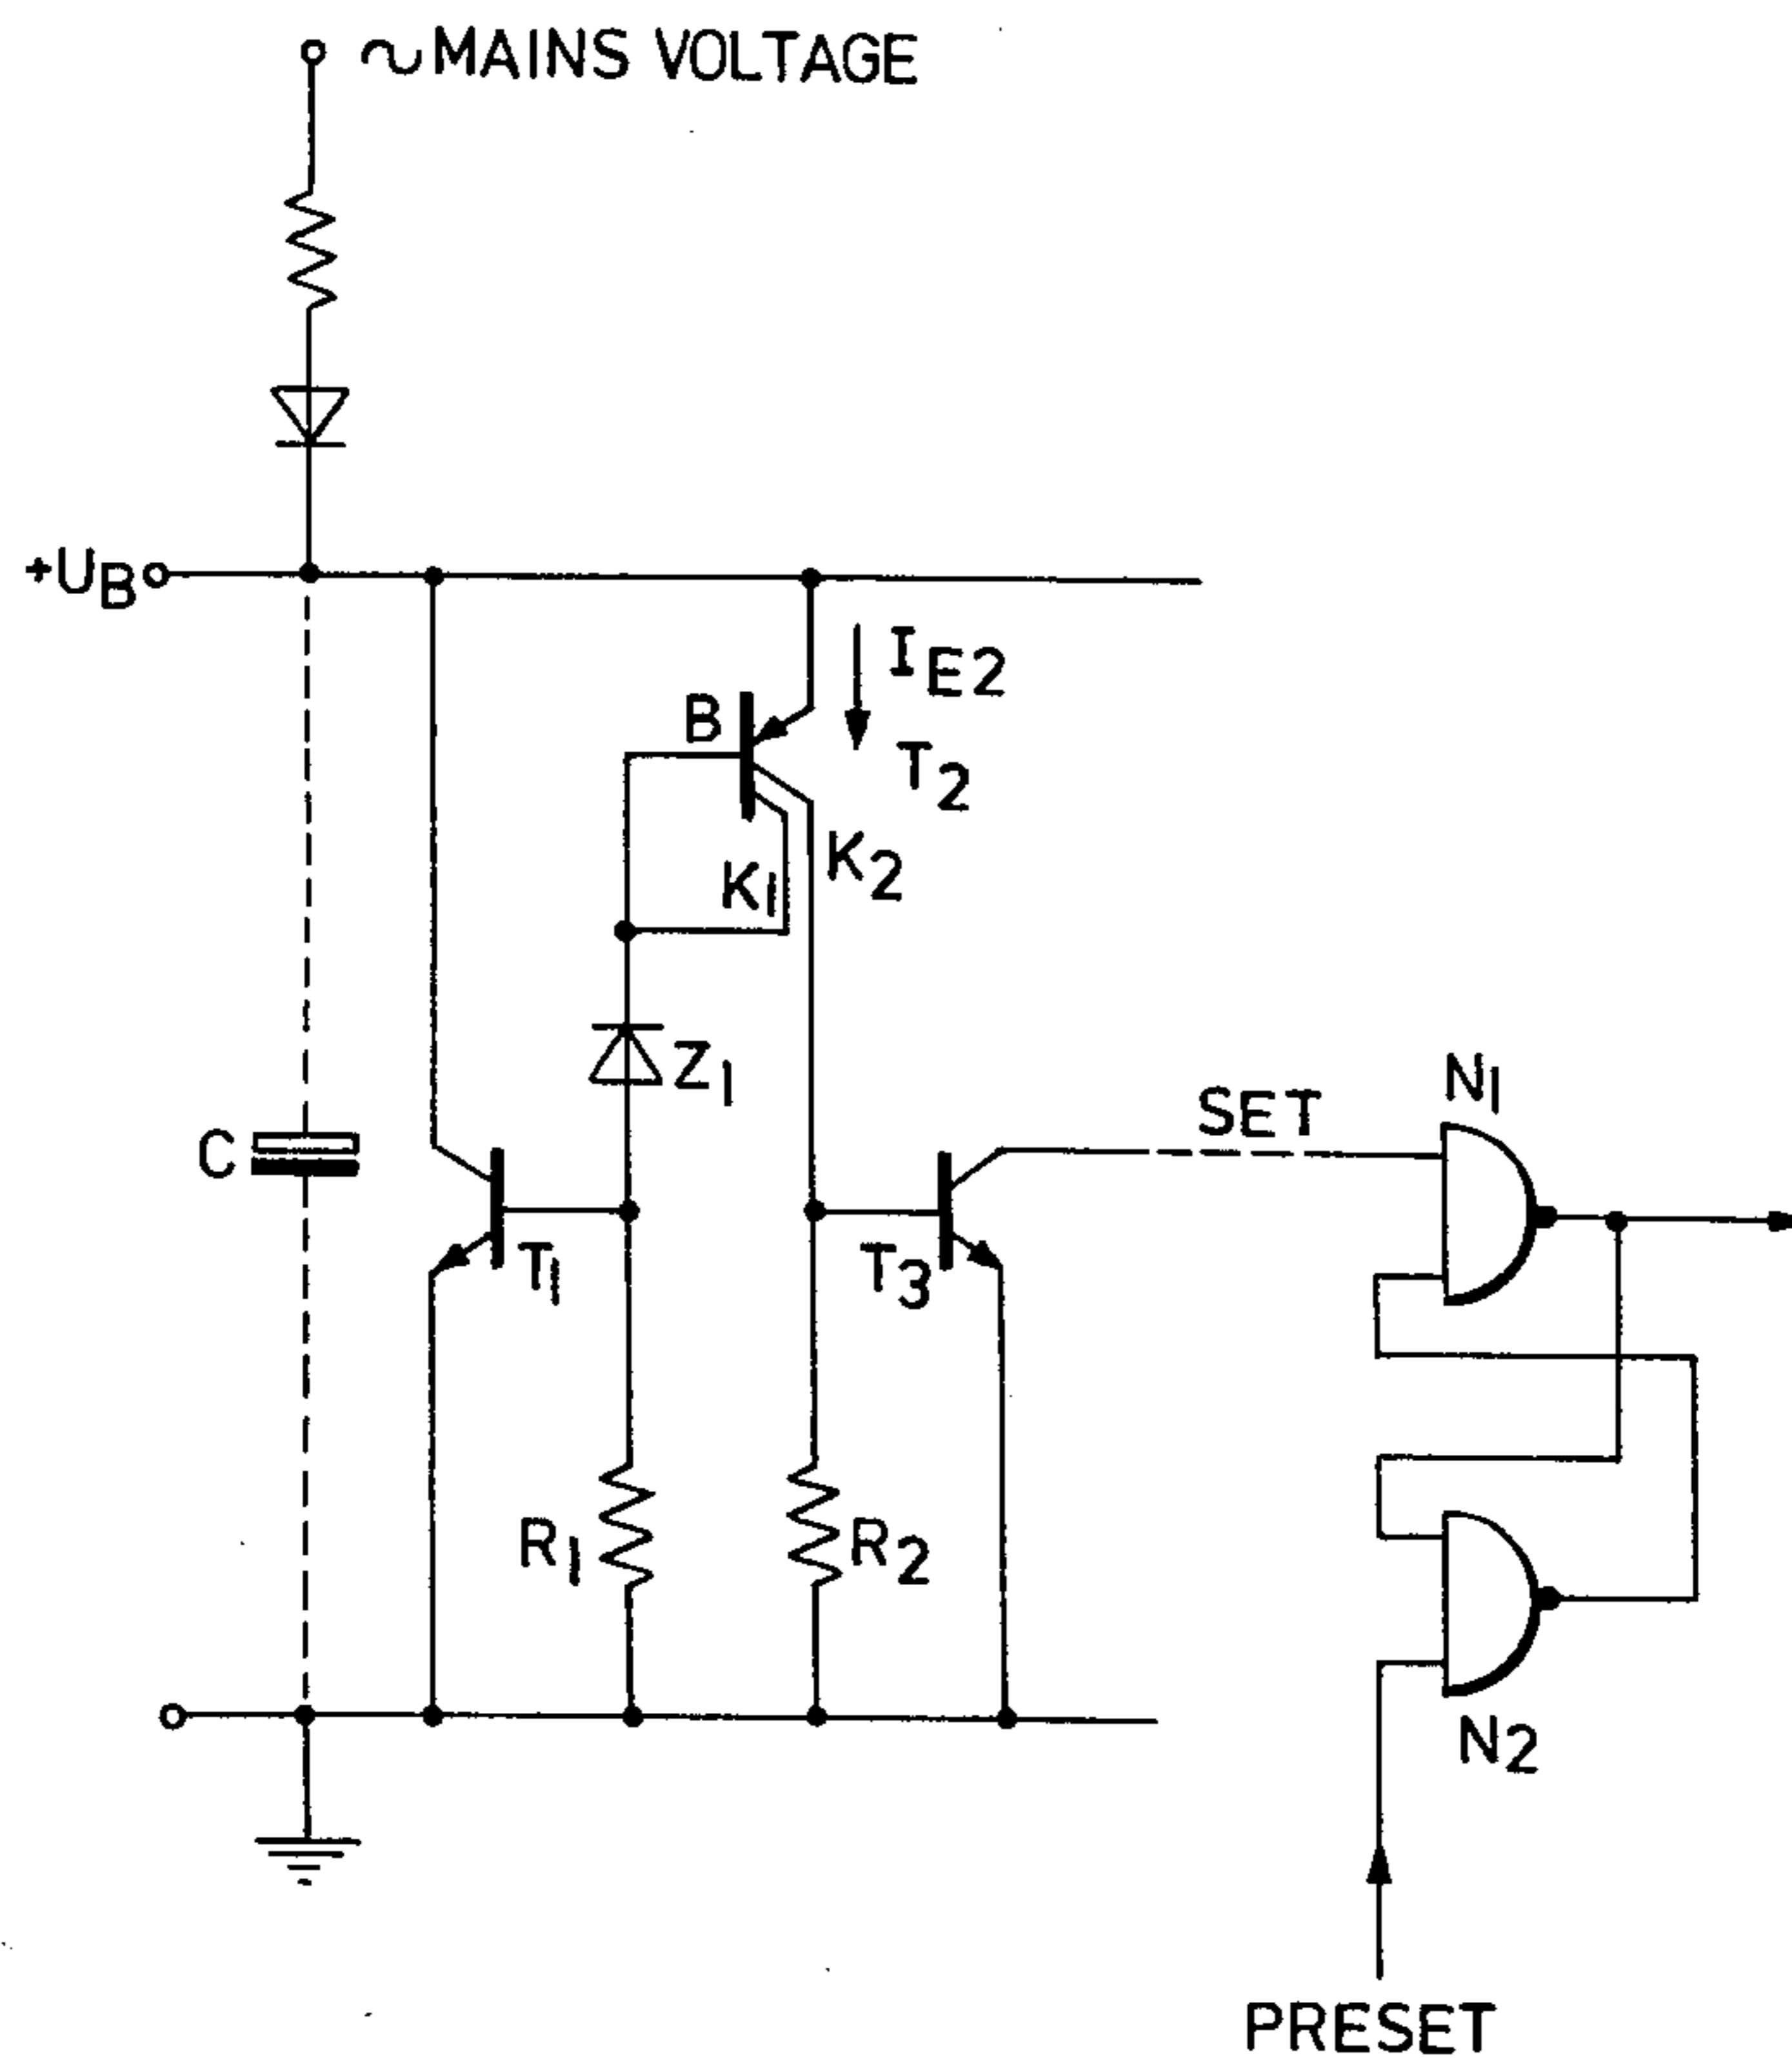 ~MAINS VOLTAGE
+UB
IE2
B
T2
K2
K1
Z1
N1
SET
C
T1
T3
R1
R2
N2
PRESET